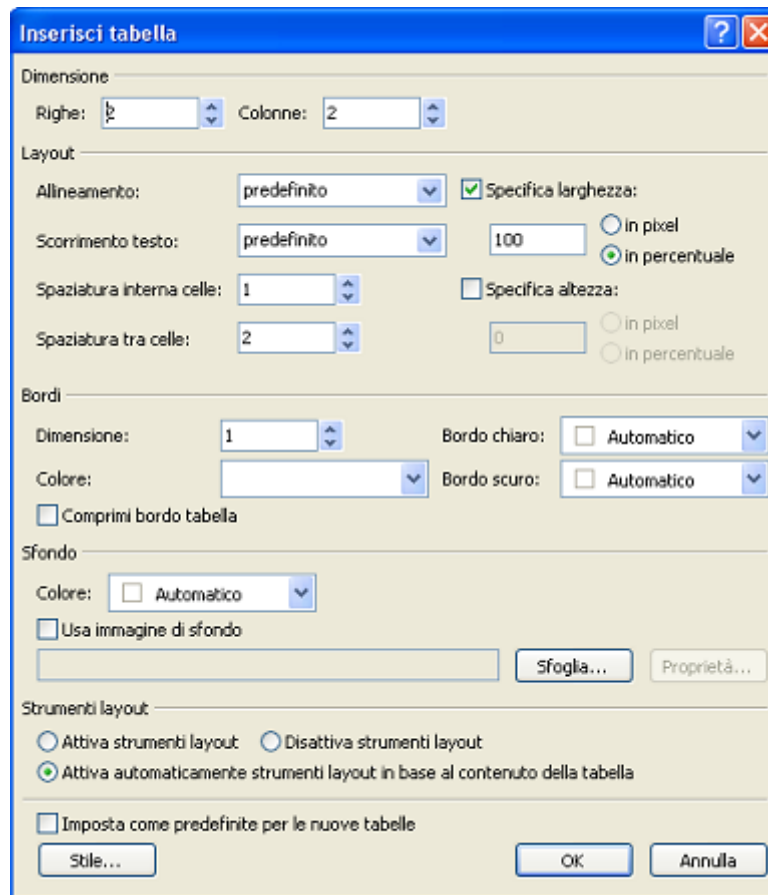 Inserisci tabella
Dimensione
Righe: 2 Colonne: 2
Layout
Allineamento: predefinito Specifica larghezza:
Scorrimento testo: predefinito 100 in pixel
in percentuale
Spaziatura interna celle: 1 Specifica altezza:
Spaziatura tra celle: 2 0 in pixel
in percentuale
Bordi
Dimensione: 1 Bordo chiaro: Automatico
Colore: Bordo scuro: Automatico
Comprimi bordo tabella
Sfondo
Colore: Automatico
Usa immagine di sfondo
Sfoglia... Proprietà...
Strumenti layout
Attiva strumenti layout Disattiva strumenti layout
Attiva automaticamente strumenti layout in base al contenuto della tabella
Imposta come predefinite per le nuove tabelle
Stile... OK Annulla